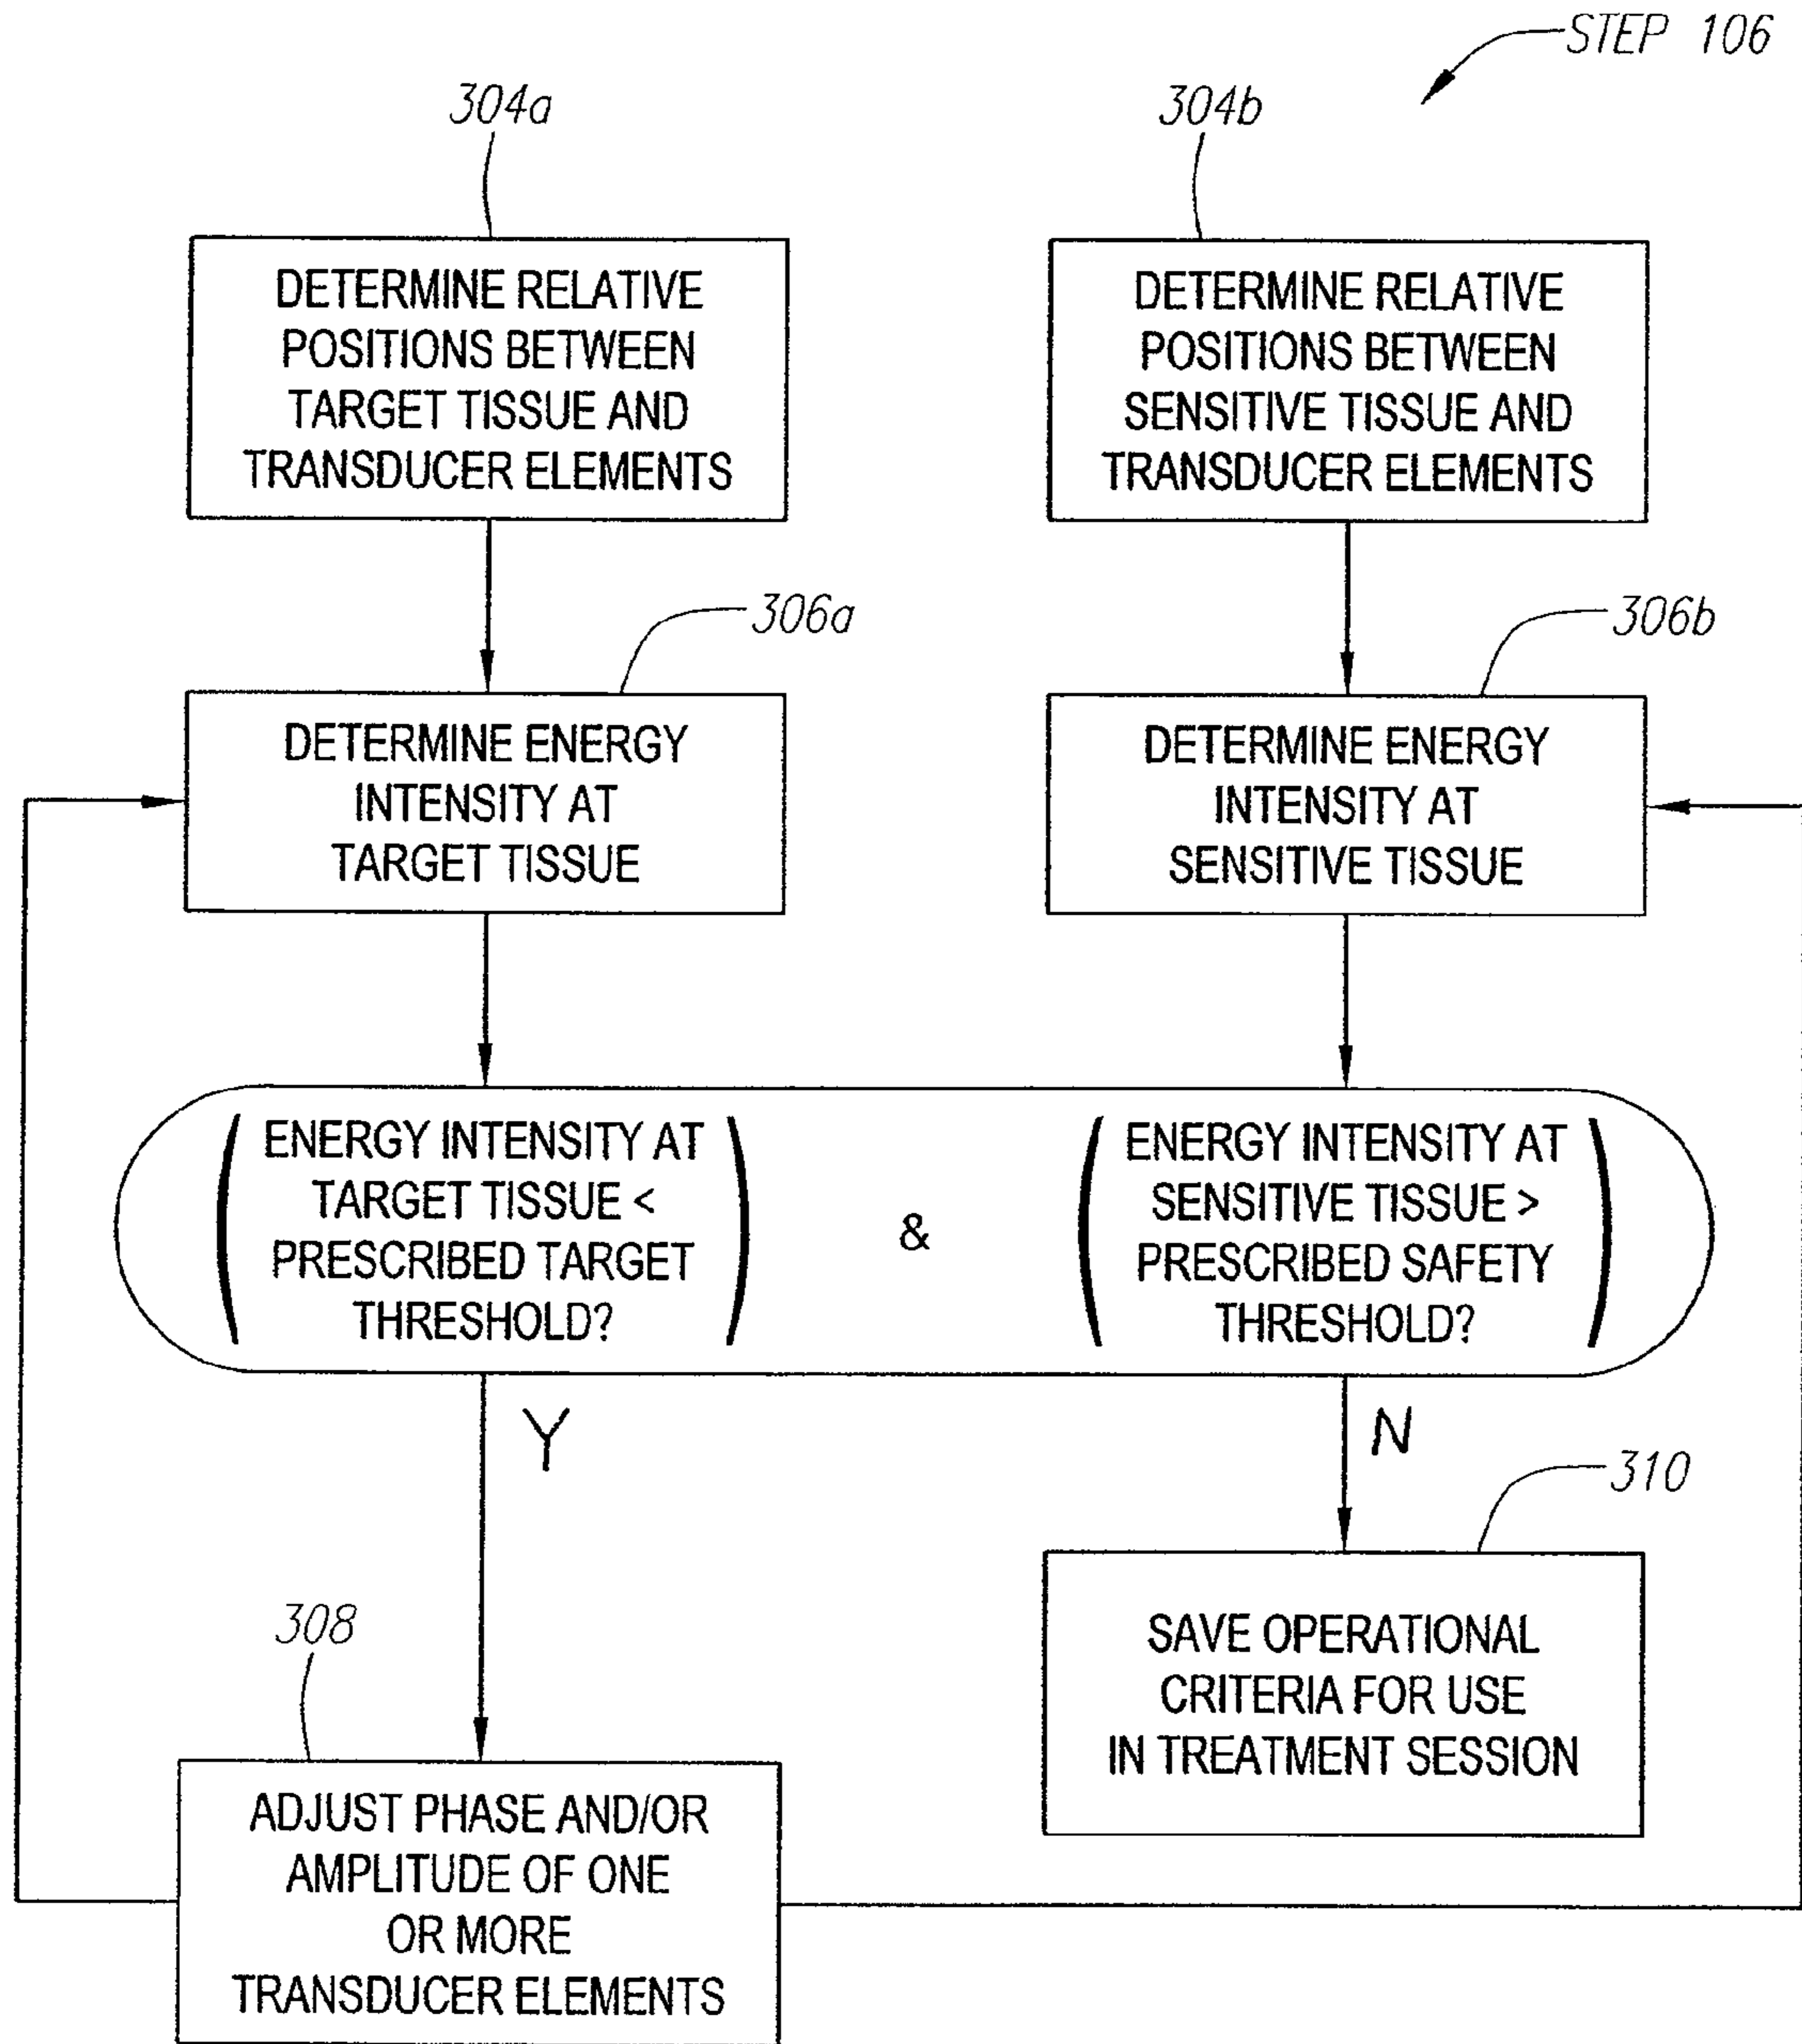 STEP 106
304a
304b
DETERMINE RELATIVE
POSITIONS BETWEEN
TARGET TISSUE AND
TRANSDUCER ELEMENTS
DETERMINE RELATIVE
POSITIONS BETWEEN
SENSITIVE TISSUE AND
TRANSDUCER ELEMENTS
306a
306b
DETERMINE ENERGY
INTENSITY AT
TARGET TISSUE
DETERMINE ENERGY
INTENSITY AT
SENSITIVE TISSUE
(ENERGY INTENSITY AT
TARGET TISSUE <
PRESCRIBED TARGET
THRESHOLD?)
&
(ENERGY INTENSITY AT
SENSITIVE TISSUE >
PRESCRIBED SAFETY
THRESHOLD?)
Y
N
310
SAVE OPERATIONAL
CRITERIA FOR USE
IN TREATMENT SESSION
308
ADJUST PHASE AND/OR
AMPLITUDE OF ONE
OR MORE
TRANSDUCER ELEMENTS